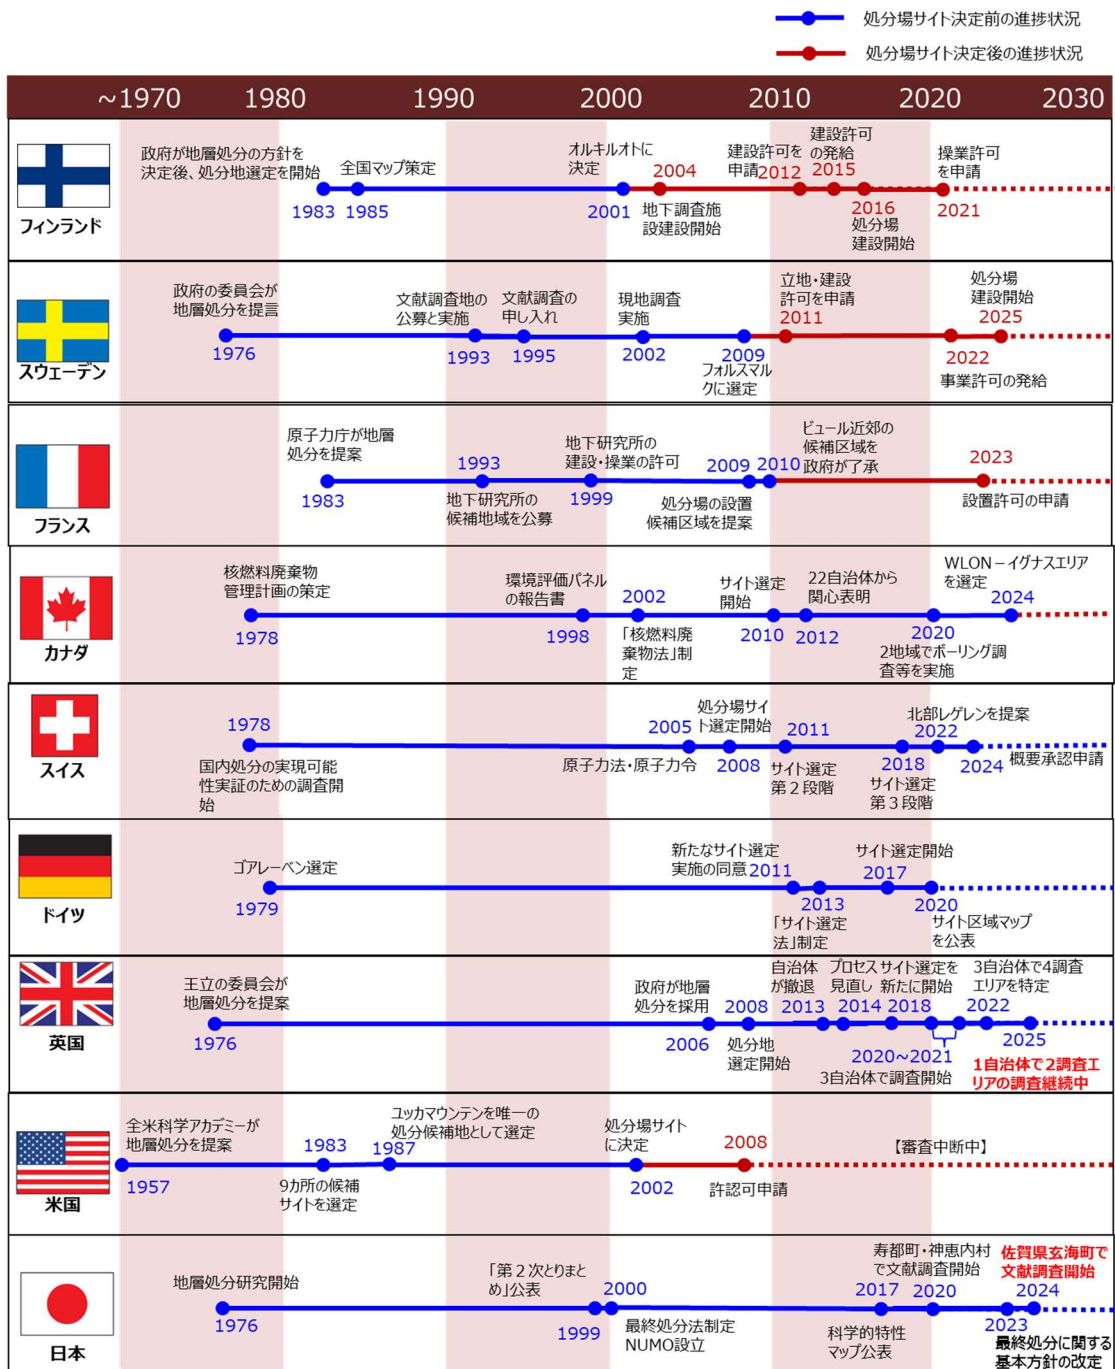 処分場サイト決定前の進捗状況
処分場サイト決定後の進捗状況
~1970 1980 1990 2000 2010 2020 2030
フィンランド
政府が地層処分の方針を
決定後、処分地選定を開始
1983
全国マップ策定
1985
オルキルオトに
決定
2001
2004
地下調査施
設建設開始
建設許可を
申請
2012
建設許可
の発給
2015
2016
処分場
建設開始
操業許可
を申請
2021
スウェーデン
政府の委員会が
地層処分を提言
1976
文献調査地の
公募と実施
1993
文献調査の
申し入れ
1995
現地調査
実施
2002
2009
フォルスマル
クに選定
立地・建設
許可を申請
2011
2022
事業許可の発給
処分場
建設開始
2025
フランス
原子力庁が地層
処分を提案
1983
1993
地下研究所の
候補地域を公募
地下研究所の
建設・操業の許可
1999
2009
処分場の設置
候補区域を提案
ビュール近郊の
候補区域を
政府が了承
2010
2023
設置許可の申請
カナダ
核燃料廃棄物
管理計画の策定
1978
環境評価パネル
の報告書
1998
2002
「核燃料廃
棄物法」制
定
サイト選定
開始
2010
22自治体から
関心表明
2012
2020
2地域でボーリング調
査等を実施
WLON－イグナスエリア
を選定
2024
スイス
1978
国内処分の実現可能
性実証のための調査開
始
2005
原子力法・原子力令
処分場サイ
ト選定開始
2008
2011
サイト選定
第２段階
2018
サイト選定
第３段階
北部レゲレンを提案
2022
2024
概要承認申請
ドイツ
ゴアレーベン選定
1979
新たなサイト選定
実施の同意
2011
2013
「サイト選定
法」制定
サイト選定開始
2017
2020
サイト区域マップ
を公表
英国
王立の委員会が
地層処分を提案
1976
政府が地層
処分を採用
2006
2008
処分地
選定開始
自治体
が撤退
2013
プロセス
見直し
2014
サイト選定を
新たに開始
2018
2020~2021
3自治体で調査開始
3自治体で4調査
エリアを特定
2022
2025
1自治体で2調査エ
リアの調査継続中
米国
全米科学アカデミーが
地層処分を提案
1957
1983
9カ所の候補
サイトを選定
ユッカマウンテンを唯一の
処分候補地として選定
1987
処分場サイト
に決定
2002
2008
許認可申請
【審査中断中】
日本
地層処分研究開始
1976
「第２次とりまと
め」公表
1999
2000
最終処分法制定
NUMO設立
2017
科学的特性
マップ公表
寿都町・神恵内村
で文献調査開始
2020
2023
最終処分に関する
基本方針の改定
佐賀県玄海町で
文献調査開始
2024